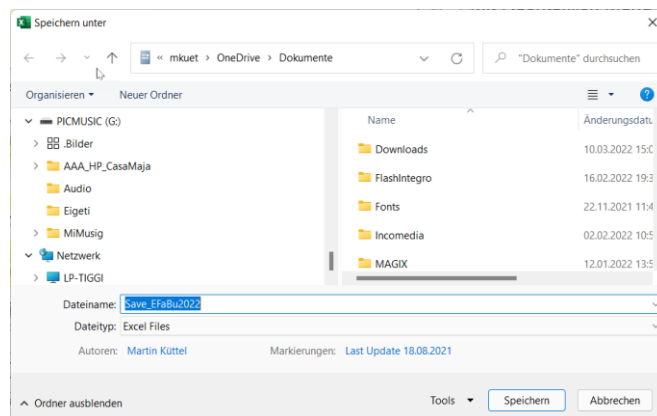 Speichern unter
« mkuet › OneDrive › Dokumente
"Dokumente" durchsuchen
Organisieren
Neuer Ordner
PICMUSIC (G:)
.Bilder
AAA_HP_CasaMaja
Audio
Eigeti
MiMusig
Netzwerk
LP-TIGGI
Name
Änderungsdatu
Downloads
10.03.2022 15:0
FlashIntegro
16.02.2022 19:3
Fonts
22.11.2021 11:4
Incomedia
02.02.2022 10:5
MAGIX
12.01.2022 13:5
Dateiname: Save_EFaBu2022
Dateityp: Excel Files
Autoren: Martin Küttel
Markierungen: Last Update 18.08.2021
Ordner ausblenden
Tools
Speichern
Abbrechen